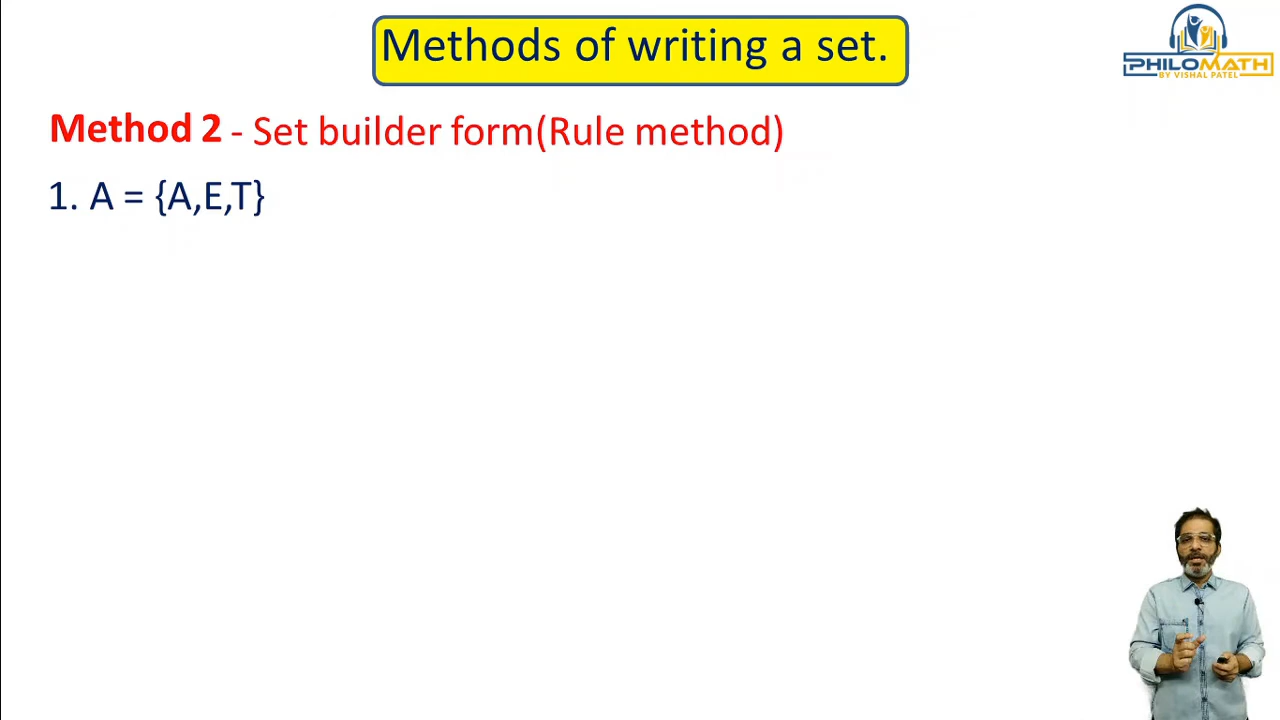 Methods of writing a set.
PHILOMATH
BY VISHAL PATEL
Method 2 - Set builder form(Rule method)
1. A = {A,E,T}